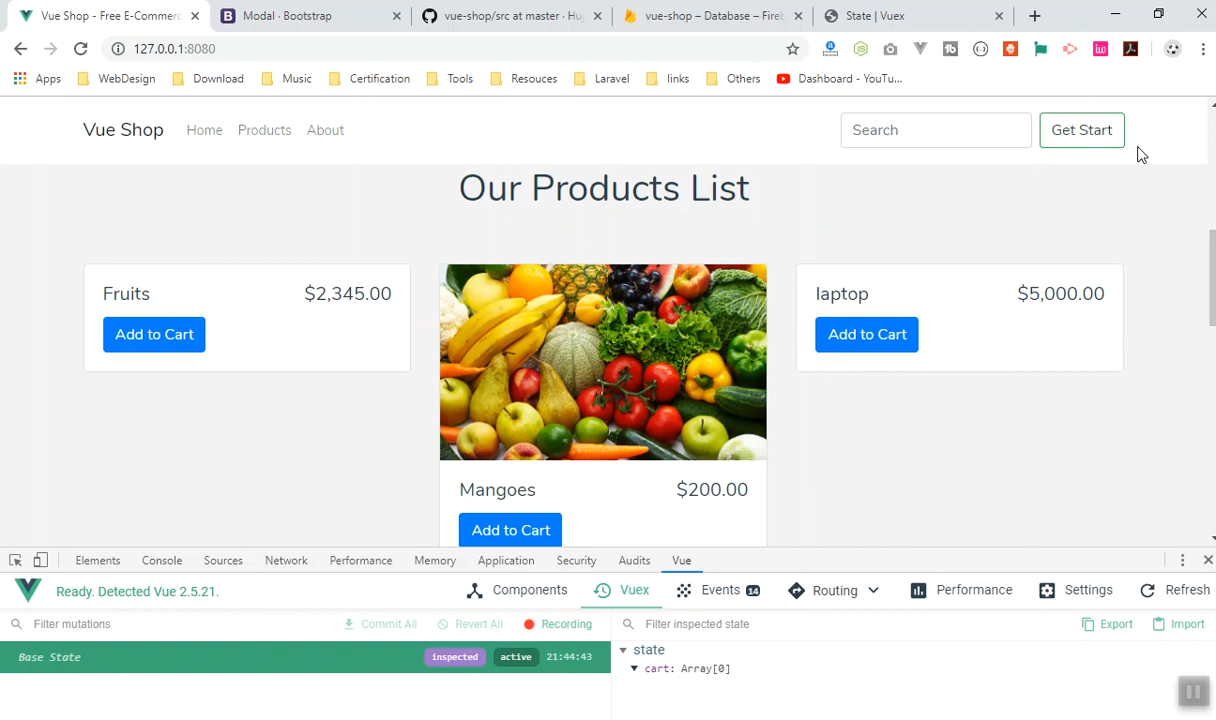 Vue Shop - Free E-Commerc
Modal · Bootstrap
vue-shop/src at master · Huj
vue-shop – Database – Fireb
State | Vuex
127.0.0.1:8080
Apps
WebDesign
Download
Music
Certification
Tools
Resouces
Laravel
links
Others
Dashboard - YouTu...
Vue Shop
Home
Products
About
Search
Get Start
Our Products List
Fruits
$2,345.00
Add to Cart
Mangoes
$200.00
Add to Cart
laptop
$5,000.00
Add to Cart
Elements
Console
Sources
Network
Performance
Memory
Application
Security
Audits
Vue
Ready. Detected Vue 2.5.21.
Components
Vuex
Events 14
Routing
Performance
Settings
Refresh
Filter mutations
Commit All
Revert All
Recording
Filter inspected state
Export
Import
Base State
inspected
active
21:44:43
state
cart: Array[0]